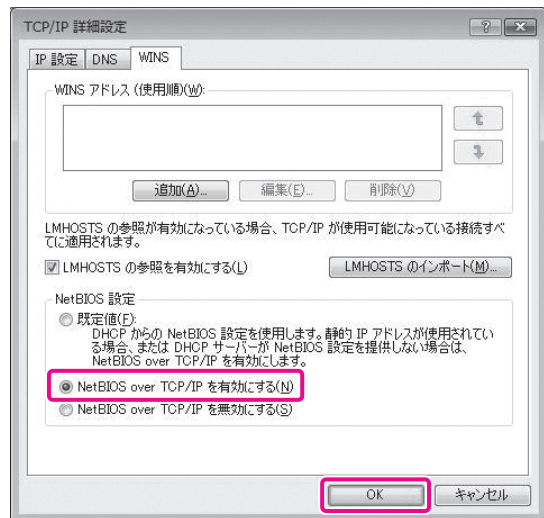 TCP/IP 詳細設定
IP 設定 DNS WINS
WINS アドレス (使用順)(W):
追加(A)... 編集(E)... 削除(V)
LMHOSTS の参照が有効になっている場合、TCP/IP が使用可能になっている接続すべ
てに適用されます。
LMHOSTS の参照を有効にする(L) LMHOSTS のインポート(M)...
NetBIOS 設定
既定値(F):
DHCP からの NetBIOS 設定を使用します。静的 IP アドレスが使用されてい
る場合、または DHCP サーバーが NetBIOS 設定を提供しない場合は、
NetBIOS over TCP/IP を有効にします。
NetBIOS over TCP/IP を有効にする(N)
NetBIOS over TCP/IP を無効にする(S)
OK キャンセル